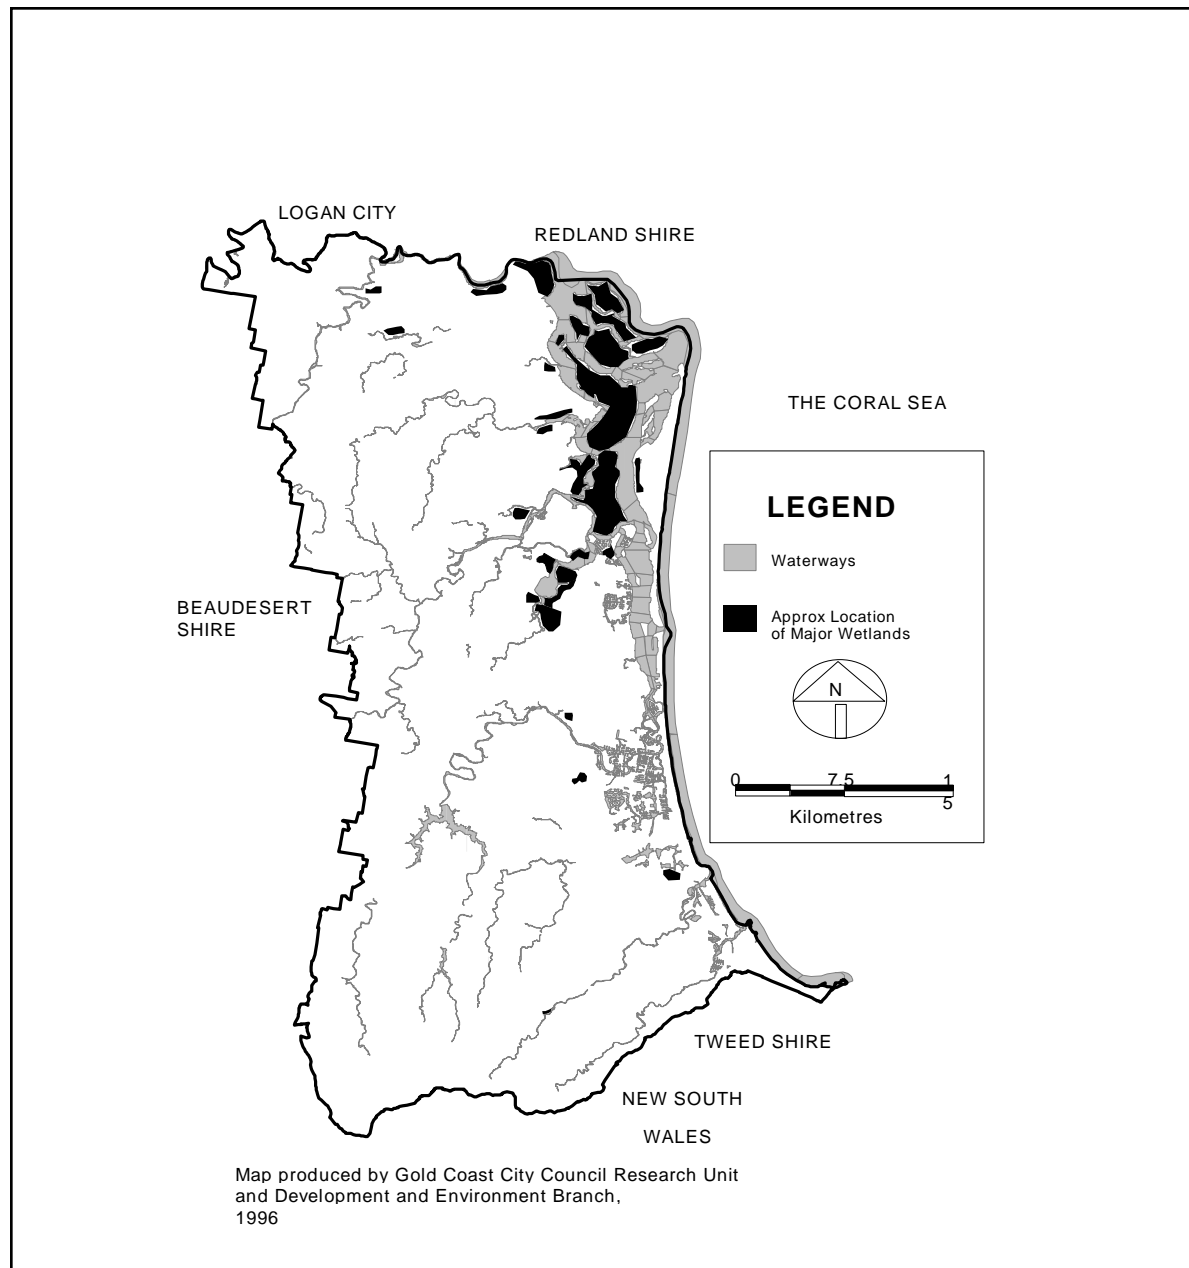 LOGAN CITY
REDLAND SHIRE
THE CORAL SEA
LEGEND
Waterways
Approx Location
of Major Wetlands
N
0 7.5 1
5
Kilometres
BEAUDESERT
SHIRE
TWEED SHIRE
NEW SOUTH
WALES
Map produced by Gold Coast City Council Research Unit
and Development and Environment Branch,
1996